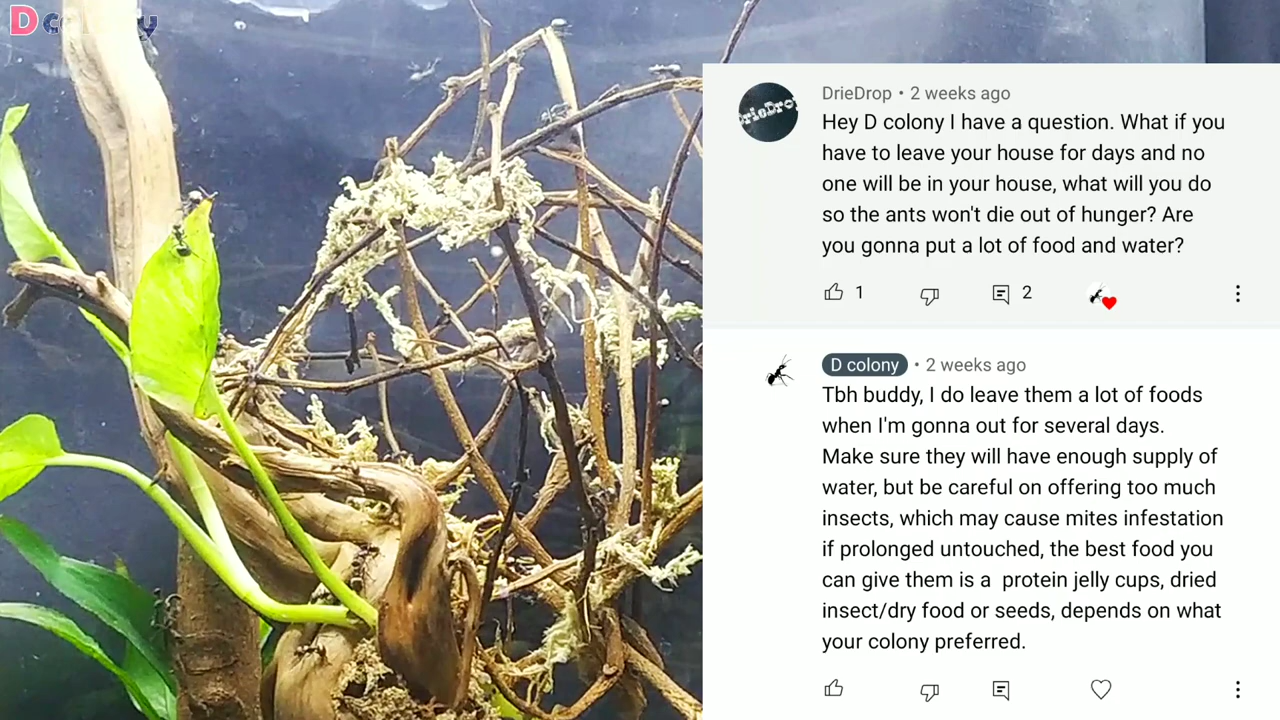 D colony
DrieDrop • 2 weeks ago
Hey D colony I have a question. What if you
have to leave your house for days and no
one will be in your house, what will you do
so the ants won't die out of hunger? Are
you gonna put a lot of food and water?
1
2
D colony • 2 weeks ago
Tbh buddy, I do leave them a lot of foods
when I'm gonna out for several days.
Make sure they will have enough supply of
water, but be careful on offering too much
insects, which may cause mites infestation
if prolonged untouched, the best food you
can give them is a  protein jelly cups, dried
insect/dry food or seeds, depends on what
your colony preferred.